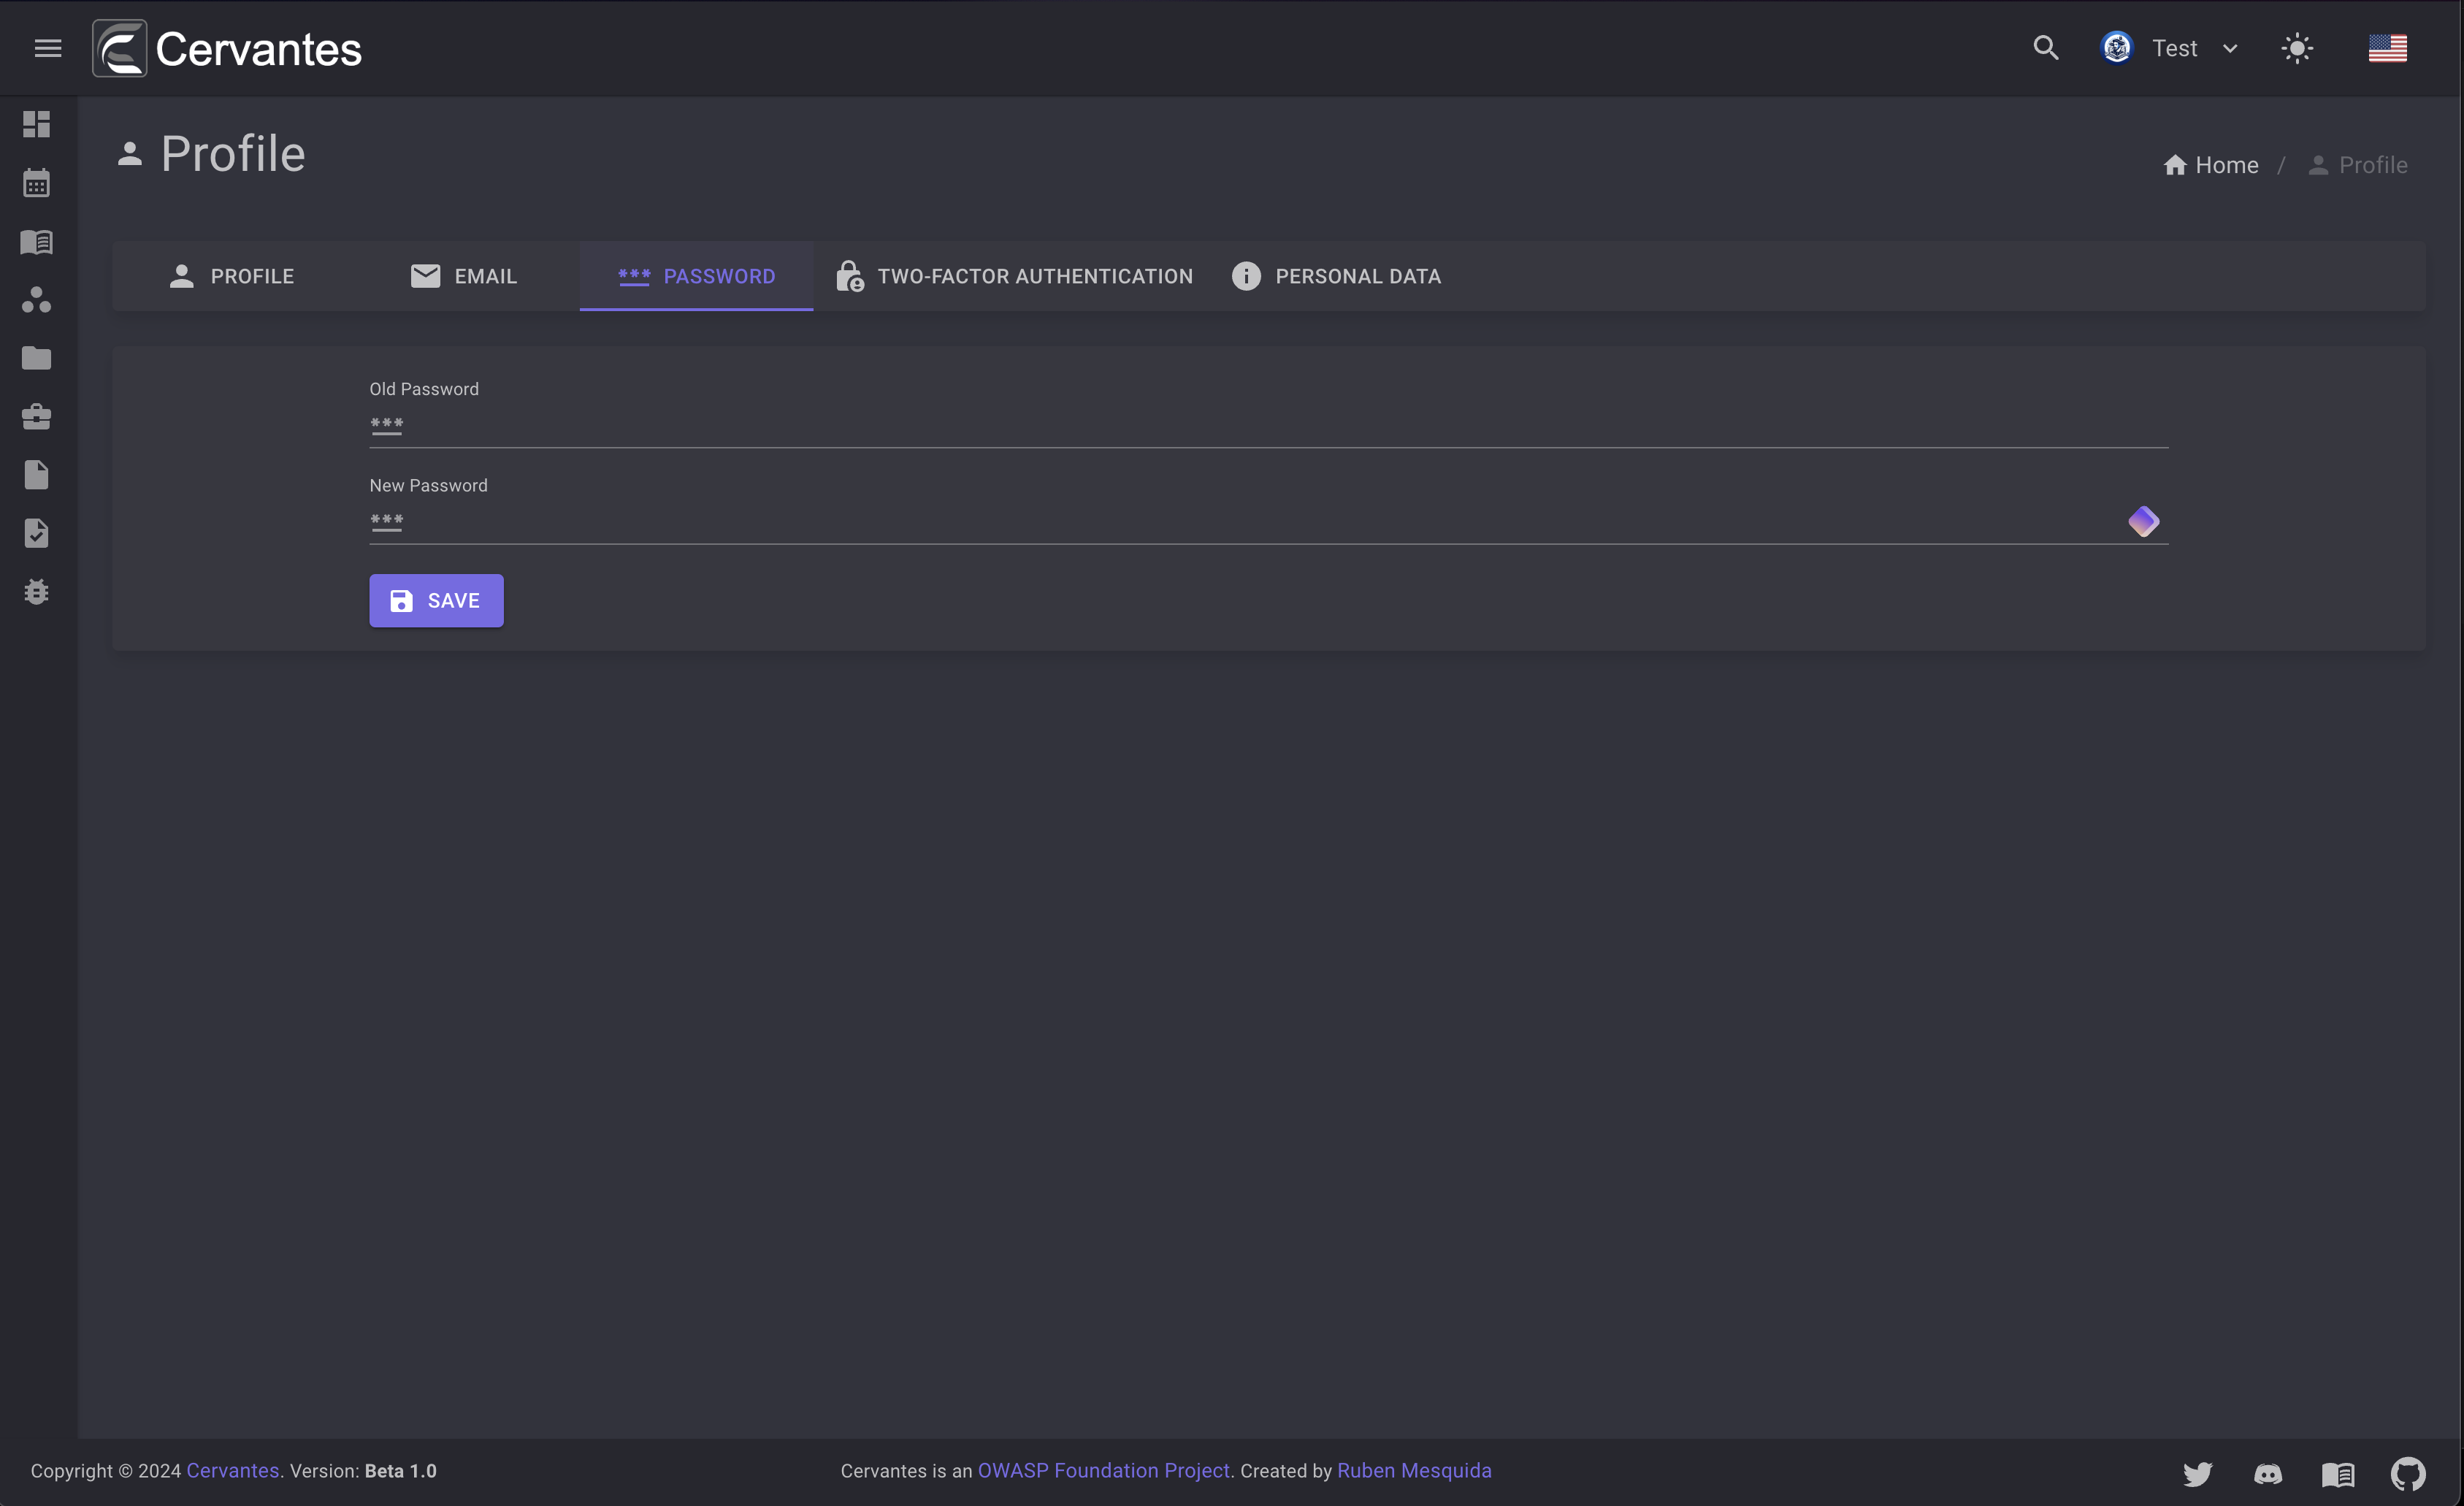 Cervantes
Test
Profile
Home / Profile
PROFILE
EMAIL
*** PASSWORD
TWO-FACTOR AUTHENTICATION
PERSONAL DATA
Old Password
***
New Password
***
SAVE
Copyright © 2024 Cervantes. Version: Beta 1.0
Cervantes is an OWASP Foundation Project. Created by Ruben Mesquida